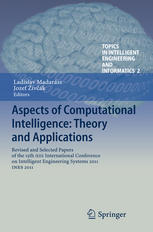 TOPICS
IN INTELLIGENT
ENGINEERING
AND
INFORMATICS 2
Ladislav Madarász
Jozef Živčák
Editors
Aspects of Computational
Intelligence: Theory
and Applications
Revised and Selected Papers
of the 15th IEEE International Conference
on Intelligent Engineering Systems 2011
INES 2011
Springer